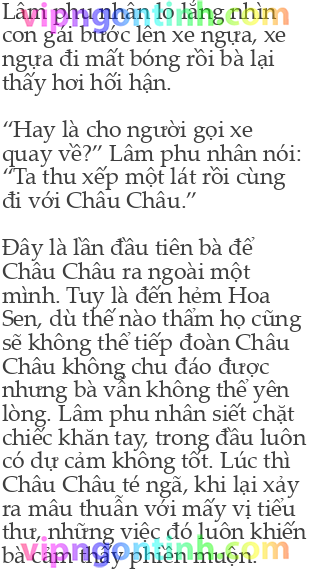 Lâm phu nhân lo lắng nhìn
con gái bước lên xe ngựa, xe
ngựa đi mất bóng rồi bà lại
thấy hơi hối hận.
“Hay là cho người gọi xe
quay về?” Lâm phu nhân nói:
“Ta thu xếp một lát rồi cùng
đi với Châu Châu.”
Đây là lần đầu tiên bà để
Châu Châu ra ngoài một
mình. Tuy là đến hẻm Hoa
Sen, dù thế nào thẩm họ cũng
sẽ không thể tiếp đoàn Châu
Châu không chu đáo được
nhưng bà vẫn không thể yên
lòng. Lâm phu nhân siết chặt
chiếc khăn tay, trong đầu luôn
có dự cảm không tốt. Lúc thì
Châu Châu té ngã, khi lại xảy
ra mâu thuẫn với mấy vị tiểu
thư, những việc đó luôn khiến
bà cảm thấy phiền muộn.
vipngontinh.com
vipngontinh.com